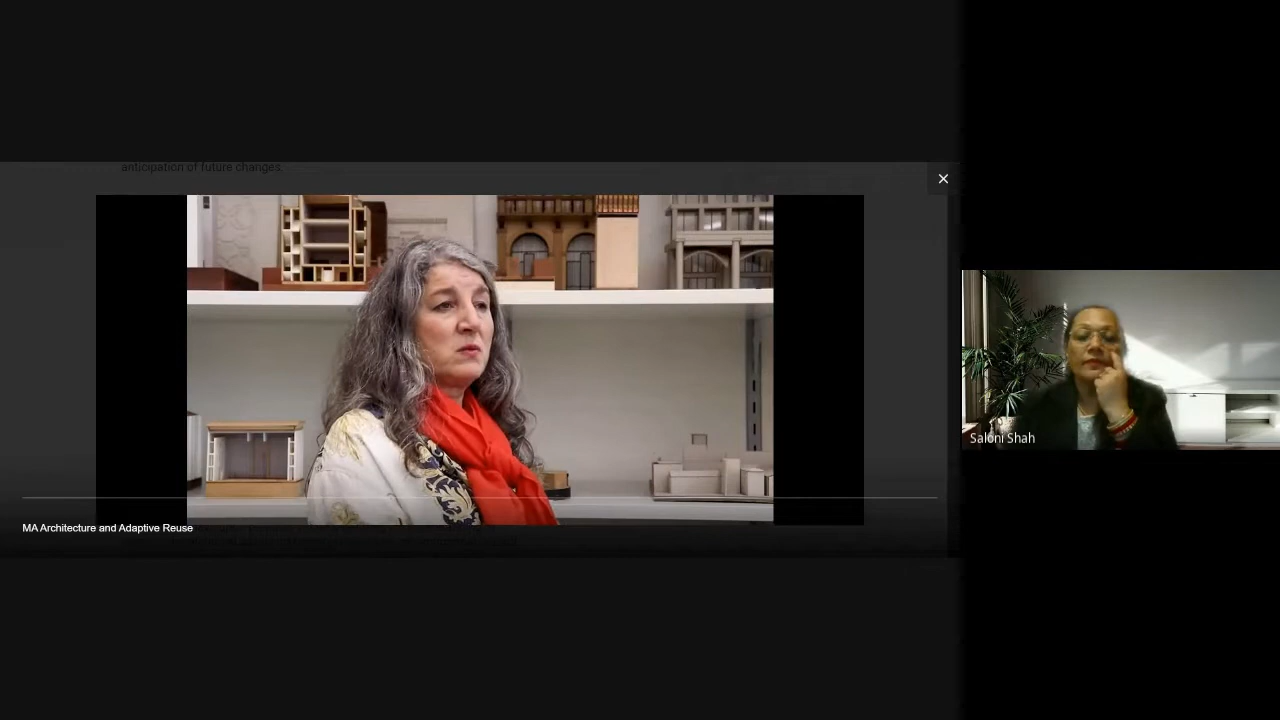 anticipation of future changes.
Saloni Shah
MA Architecture and Adaptive Reuse